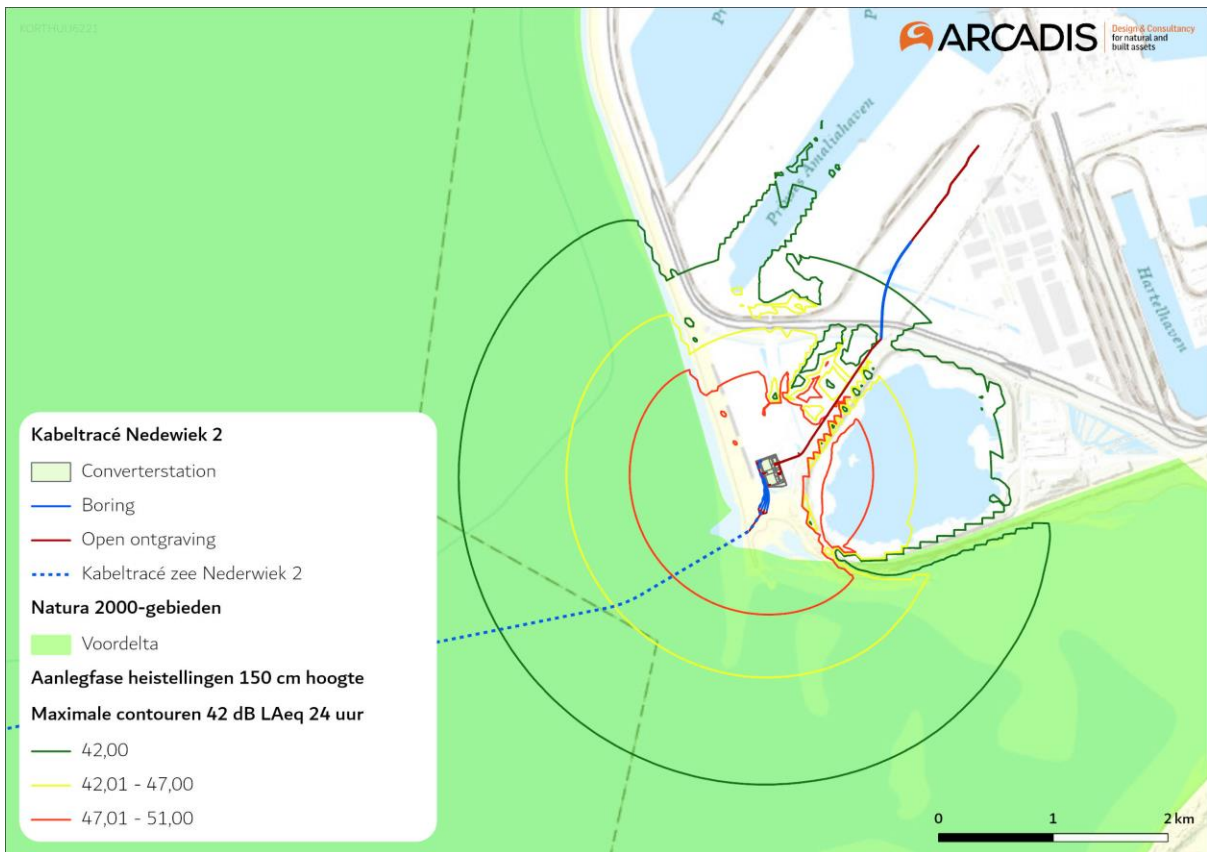 KORTHU06221
ARCADIS
Design & Consultancy
for natural and
built assets
Prinses Amaliahaven
Hartelhaven
Kabeltracé Nedewiek 2
Converterstation
Boring
Open ontgraving
Kabeltracé zee Nederwiek 2
Natura 2000-gebieden
Voordelta
Aanlegfase heistellingen 150 cm hoogte
Maximale contouren 42 dB LAeq 24 uur
42,00
42,01 - 47,00
47,01 - 51,00
0
1
2 km